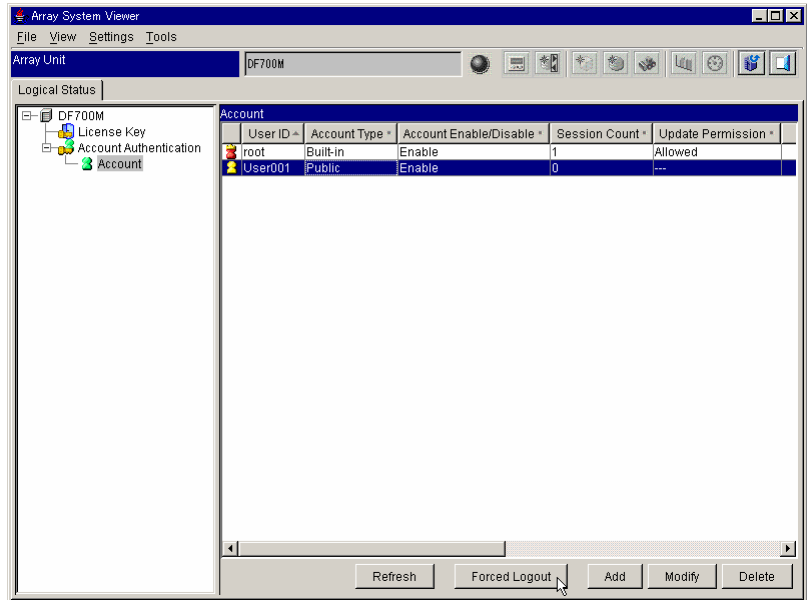 Array System Viewer
File View Settings Tools
Array Unit DF700M
Logical Status
DF700M
License Key
Account Authentication
Account
Account
User ID Account Type Account Enable/Disable Session Count Update Permission
root Built-in Enable 1 Allowed
User001 Public Enable 0 ---
Refresh Forced Logout Add Modify Delete